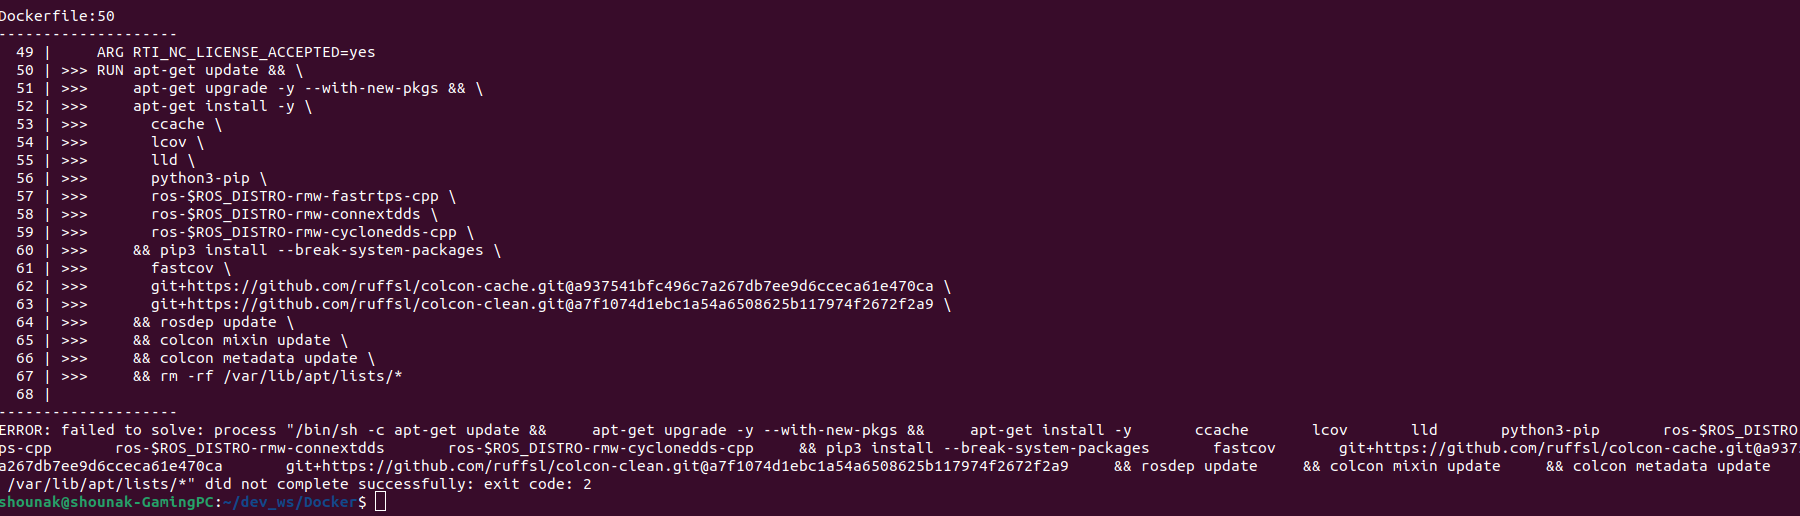 Dockerfile:50
--------------------
  49 |     ARG RTI_NC_LICENSE_ACCEPTED=yes
  50 | >>> RUN apt-get update && \
  51 | >>>     apt-get upgrade -y --with-new-pkgs && \
  52 | >>>     apt-get install -y \
  53 | >>>       ccache \
  54 | >>>       lcov \
  55 | >>>       lld \
  56 | >>>       python3-pip \
  57 | >>>       ros-$ROS_DISTRO-rmw-fastrtps-cpp \
  58 | >>>       ros-$ROS_DISTRO-rmw-connextdds \
  59 | >>>       ros-$ROS_DISTRO-rmw-cyclonedds-cpp \
  60 | >>>     && pip3 install --break-system-packages \
  61 | >>>       fastcov \
  62 | >>>       git+https://github.com/ruffsl/colcon-cache.git@a937541bfc496c7a267db7ee9d6cceca61e470ca \
  63 | >>>       git+https://github.com/ruffsl/colcon-clean.git@a7f1074d1ebc1a54a6508625b117974f2672f2a9 \
  64 | >>>     && rosdep update \
  65 | >>>     && colcon mixin update \
  66 | >>>     && colcon metadata update \
  67 | >>>     && rm -rf /var/lib/apt/lists/*
  68 |
--------------------
ERROR: failed to solve: process "/bin/sh -c apt-get update &&     apt-get upgrade -y --with-new-pkgs &&     apt-get install -y       ccache       lcov       lld       python3-pip       ros-$ROS_DISTRO
ps-cpp       ros-$ROS_DISTRO-rmw-connextdds       ros-$ROS_DISTRO-rmw-cyclonedds-cpp     && pip3 install --break-system-packages       fastcov       git+https://github.com/ruffsl/colcon-cache.git@a937
a267db7ee9d6cceca61e470ca       git+https://github.com/ruffsl/colcon-clean.git@a7f1074d1ebc1a54a6508625b117974f2672f2a9     && rosdep update     && colcon mixin update     && colcon metadata update
 /var/lib/apt/lists/*" did not complete successfully: exit code: 2
shounak@shounak-GamingPC:~/dev_ws/Docker$